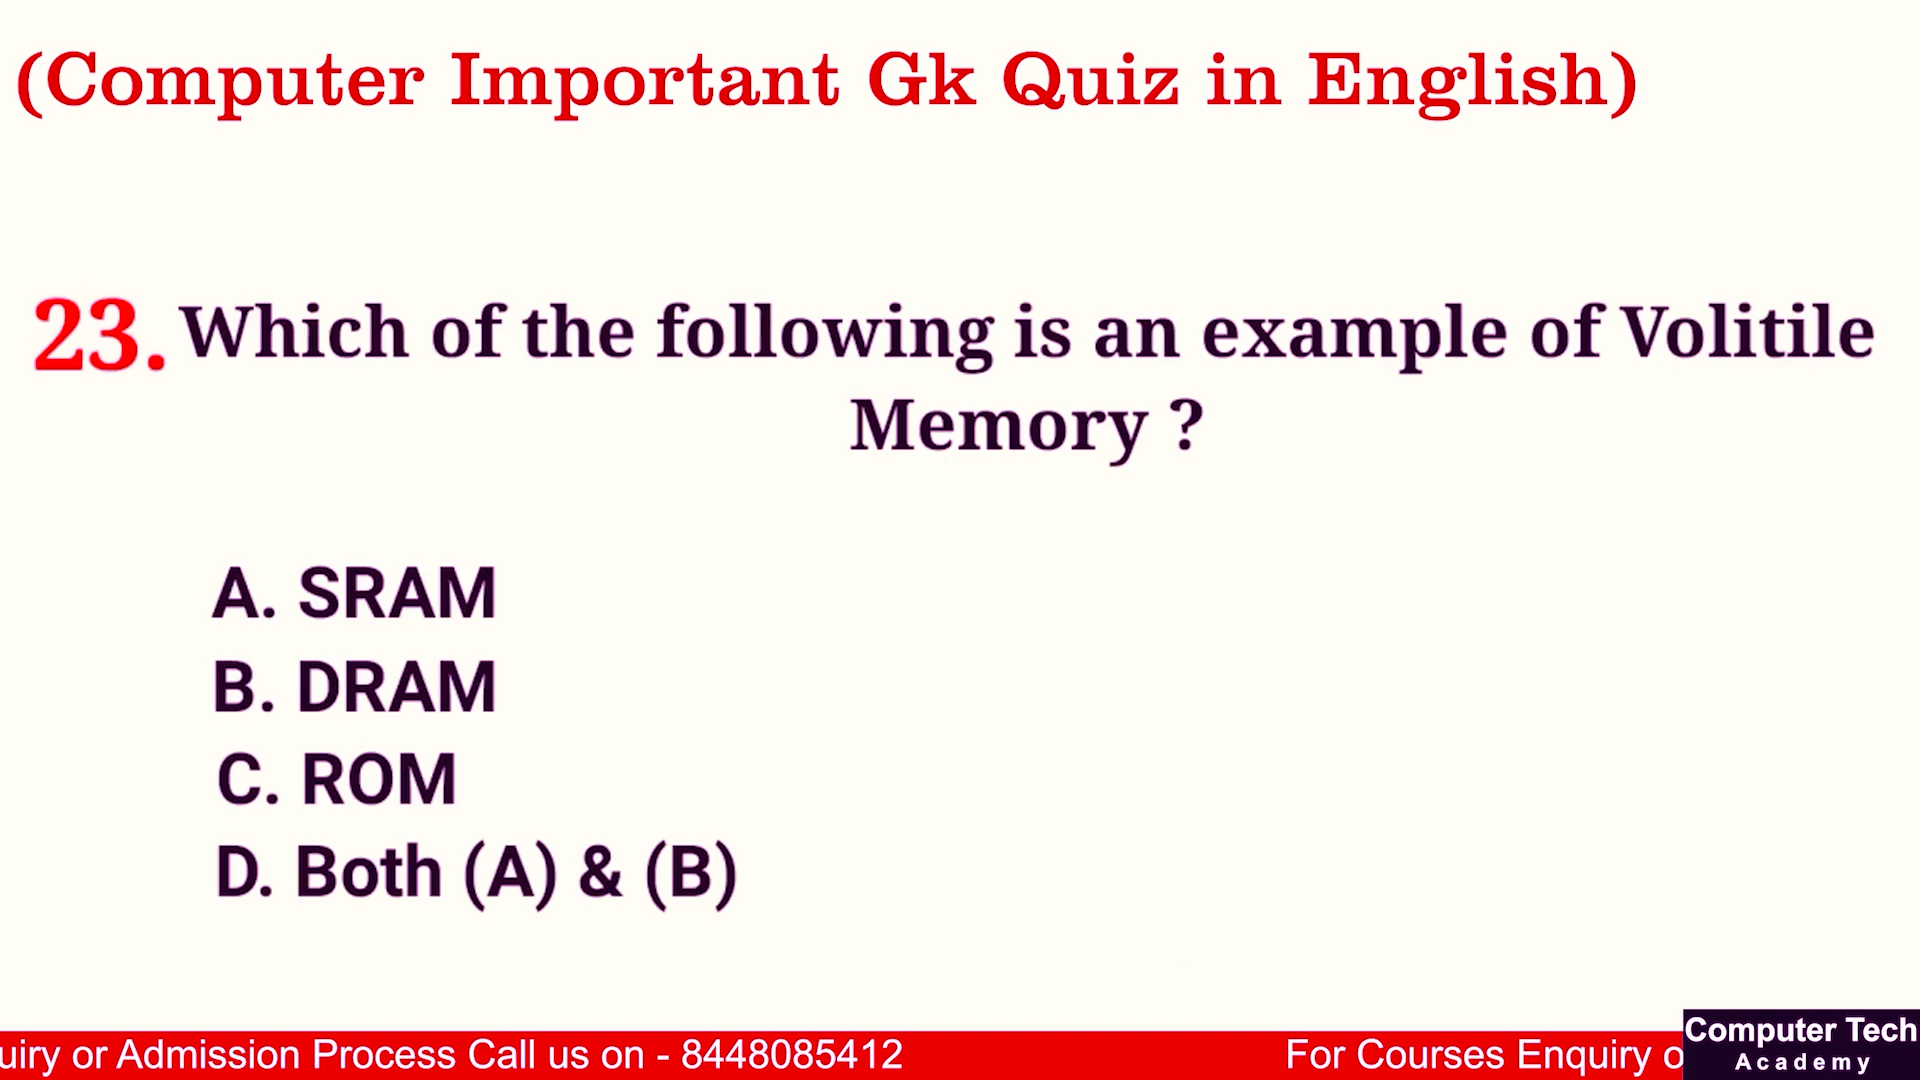 (Computer Important Gk Quiz in English)
23. Which of the following is an example of Volitile
Memory ?
A. SRAM
B. DRAM
C. ROM
D. Both (A) & (B)
uiry or Admission Process Call us on - 8448085412 For Courses Enquiry o
Computer Tech
Academy